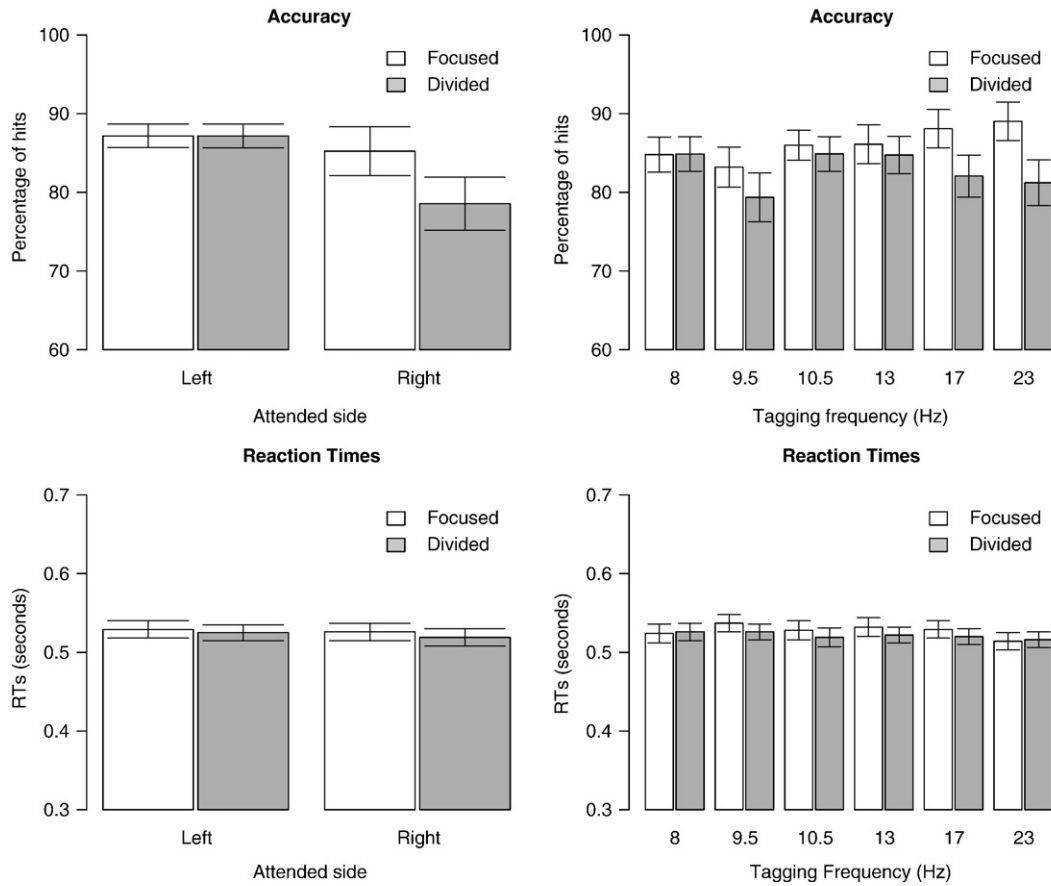 Accuracy
100
90
80
70
60
Percentage of hits
Focused
Divided
Left
Right
Attended side
Accuracy
100
90
80
70
60
Percentage of hits
Focused
Divided
8
9.5
10.5
13
17
23
Tagging frequency (Hz)
Reaction Times
0.7
0.6
0.5
0.4
0.3
RTs (seconds)
Focused
Divided
Left
Right
Attended side
Reaction Times
0.7
0.6
0.5
0.4
0.3
RTs (seconds)
Focused
Divided
8
9.5
10.5
13
17
23
Tagging Frequency (Hz)